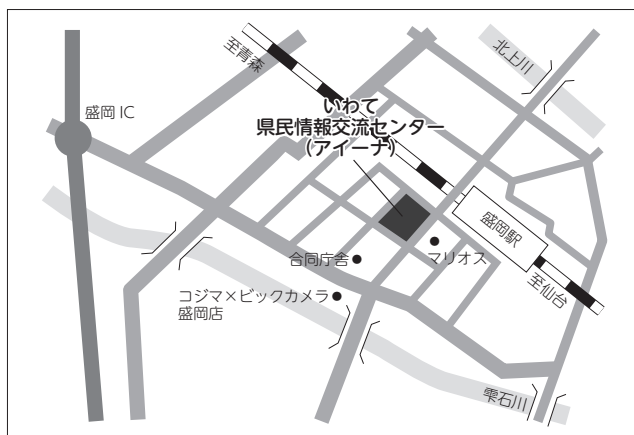 至青森
北上川
盛岡 IC
いわて
県民情報交流センター
(アイーナ)
盛岡駅
合同庁舎
マリオス
至仙台
コジマ×ビックカメラ
盛岡店
雫石川